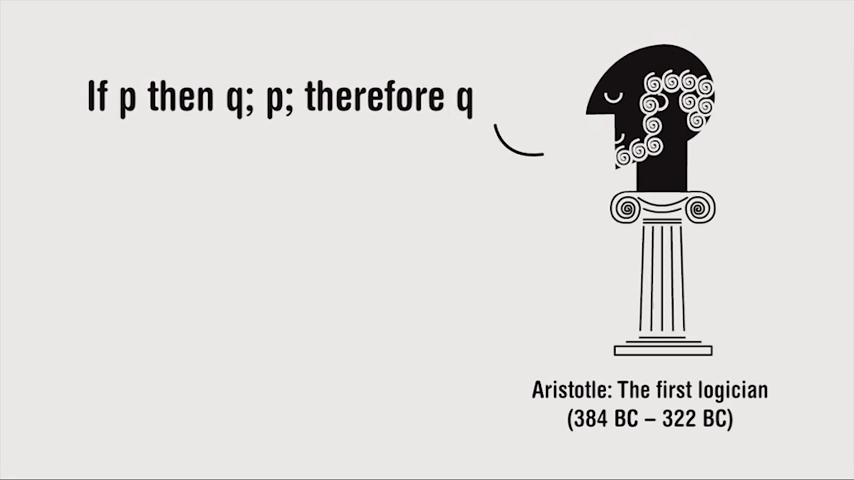 If p then q; p; therefore q
Aristotle: The first logician
(384 BC – 322 BC)